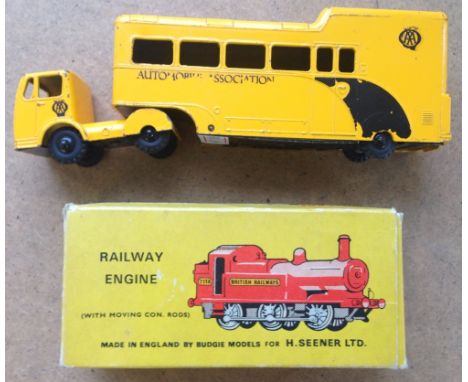 AA
AUTOMOBILE ASSOCIATION
AA
RAILWAY
ENGINE
(WITH MOVING CON. RODS)
7118
BRITISH RAILWAYS
MADE IN ENGLAND BY BUDGIE MODELS FOR H. SEENER LTD.